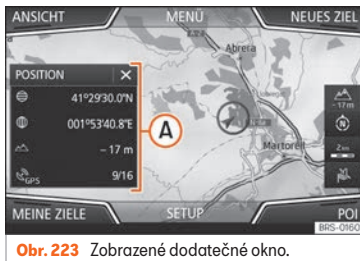 ANSICHT MENÜ NEUES ZIEL
Abrera
POSITION
41°29'30.0"N
001°53'40.8"E
A
– 17 m
– 17 m
Martorell
2 km
GPS 9/16
MEINE ZIELE SETUP POI
BRS-0160
Obr. 223 Zobrazené dodatečné okno.